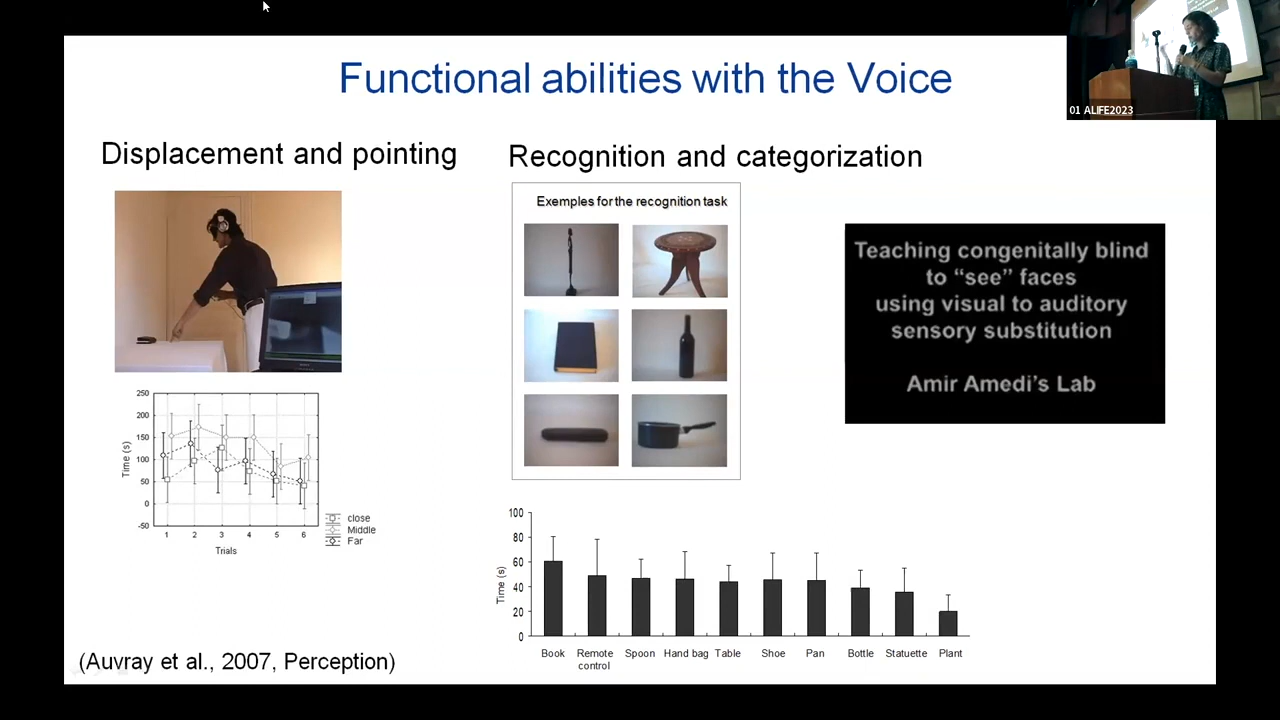 Functional abilities with the Voice
01 ALIFE2023
Displacement and pointing
Recognition and categorization
Exemples for the recognition task
Teaching congenitally blind
to “see” faces
using visual to auditory
sensory substitution
Amir Amedi’s Lab
250
200
150
100
50
0
-50
Time (s)
1 2 3 4 5 6
Trials
close
Middle
Far
100
80
60
40
20
0
Time (s)
Book Remote control Spoon Hand bag Table Shoe Pan Bottle Statuette Plant
(Auvray et al., 2007, Perception)